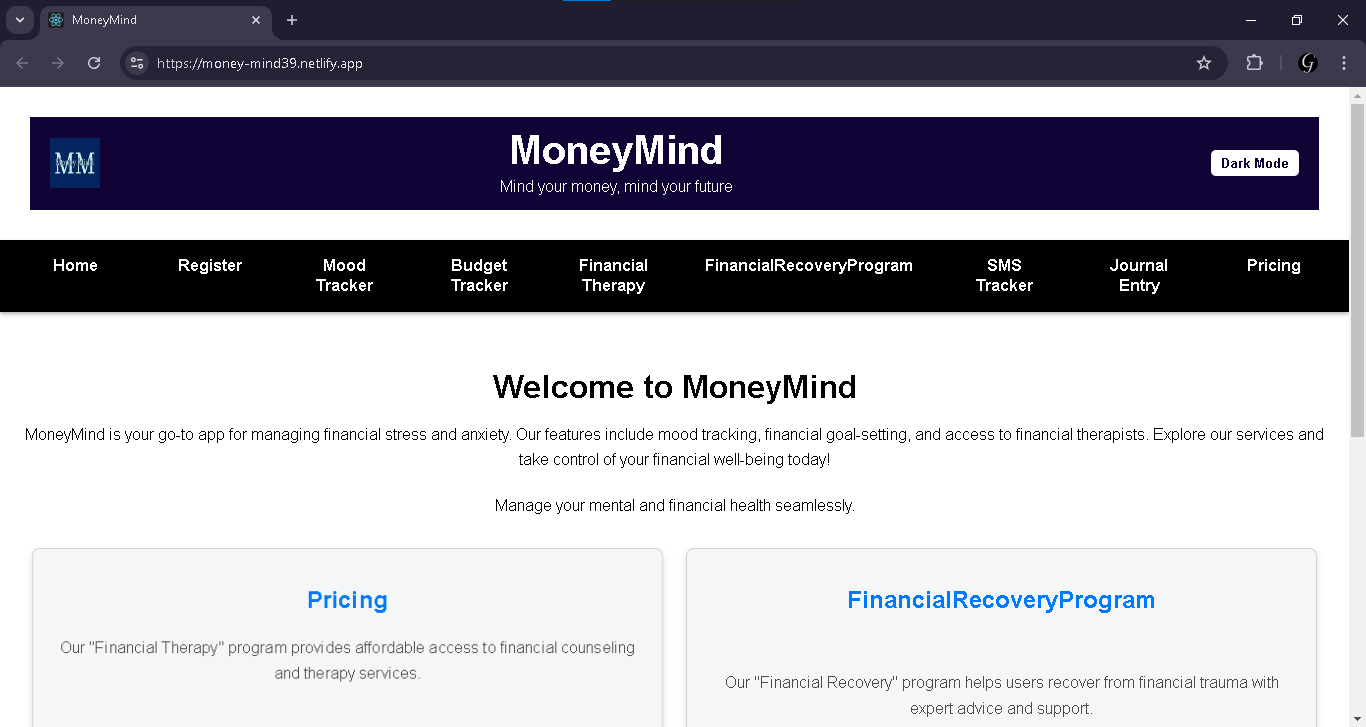 MoneyMind
https://money-mind39.netlify.app
G
MM
MoneyMind
Mind your money, mind your future
Dark Mode
Home
Register
Mood
Tracker
Budget
Tracker
Financial
Therapy
FinancialRecoveryProgram
SMS
Tracker
Journal
Entry
Pricing
Welcome to MoneyMind
MoneyMind is your go-to app for managing financial stress and anxiety. Our features include mood tracking, financial goal-setting, and access to financial therapists. Explore our services and
take control of your financial well-being today!
Manage your mental and financial health seamlessly.
Pricing
Our "Financial Therapy" program provides affordable access to financial counseling
and therapy services.
FinancialRecoveryProgram
Our "Financial Recovery" program helps users recover from financial trauma with
expert advice and support.